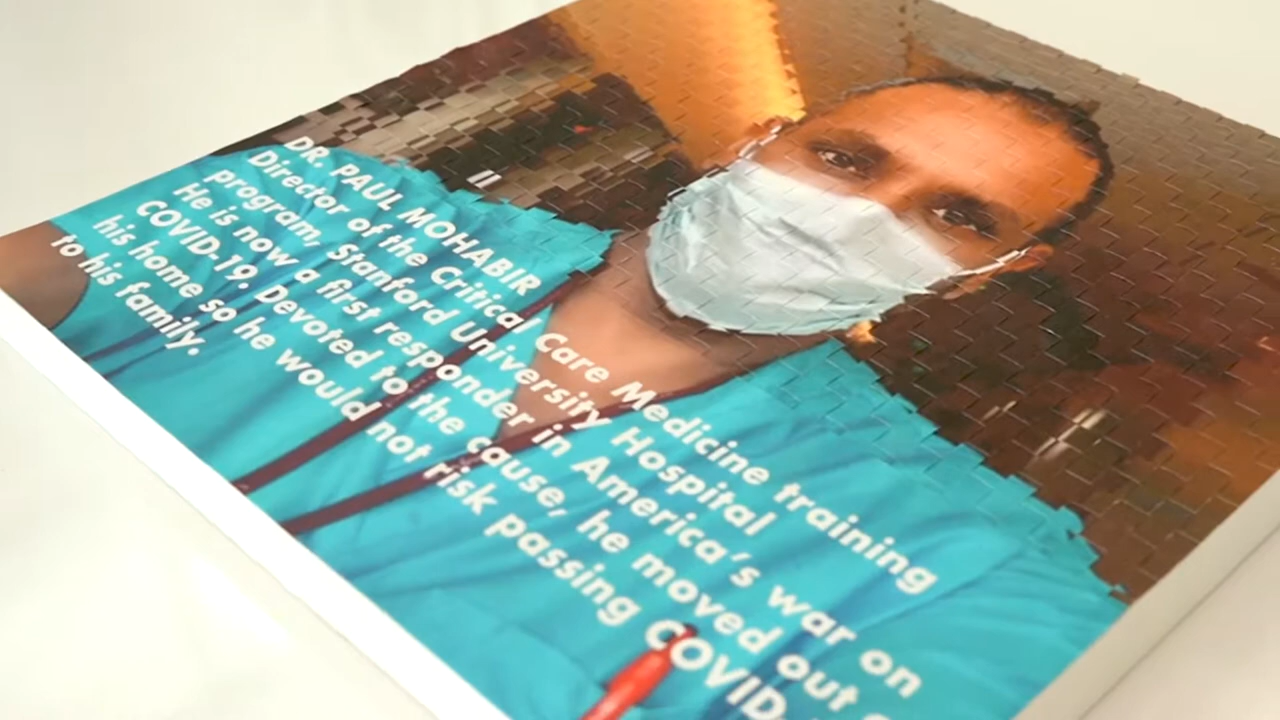 DR. PAUL MOHABIR
Director of the Critical Care Medicine training
program, Stanford University Hospital
He is now a first responder in America's war on
COVID-19. Devoted to the cause, he moved out
his home so he would not risk passing COVID-
to his family.